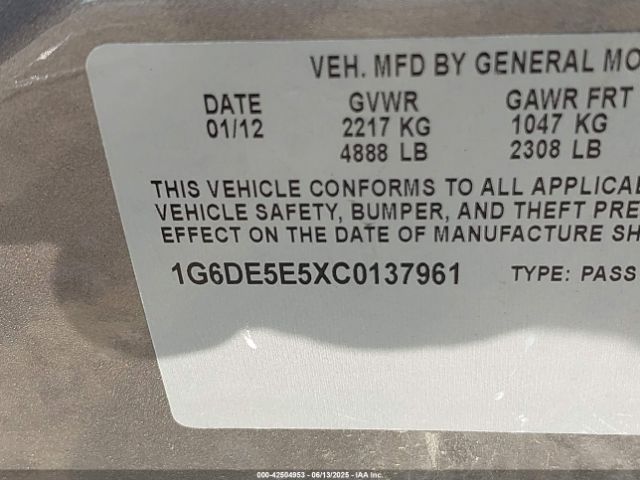 VEH. MFD BY GENERAL MO
DATE GVWR GAWR FRT
01/12 2217 KG 1047 KG
4888 LB 2308 LB
THIS VEHICLE CONFORMS TO ALL APPLICAB
VEHICLE SAFETY, BUMPER, AND THEFT PRE
EFFECT ON THE DATE OF MANUFACTURE SH
1G6DE5E5XC0137961 TYPE: PASS
000-42504953 - 06/13/2025 - IAAI.COM